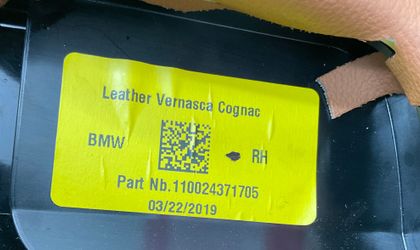 Leather Vernasca Cognac
BMW RH
Part Nb.110024371705
03/22/2019